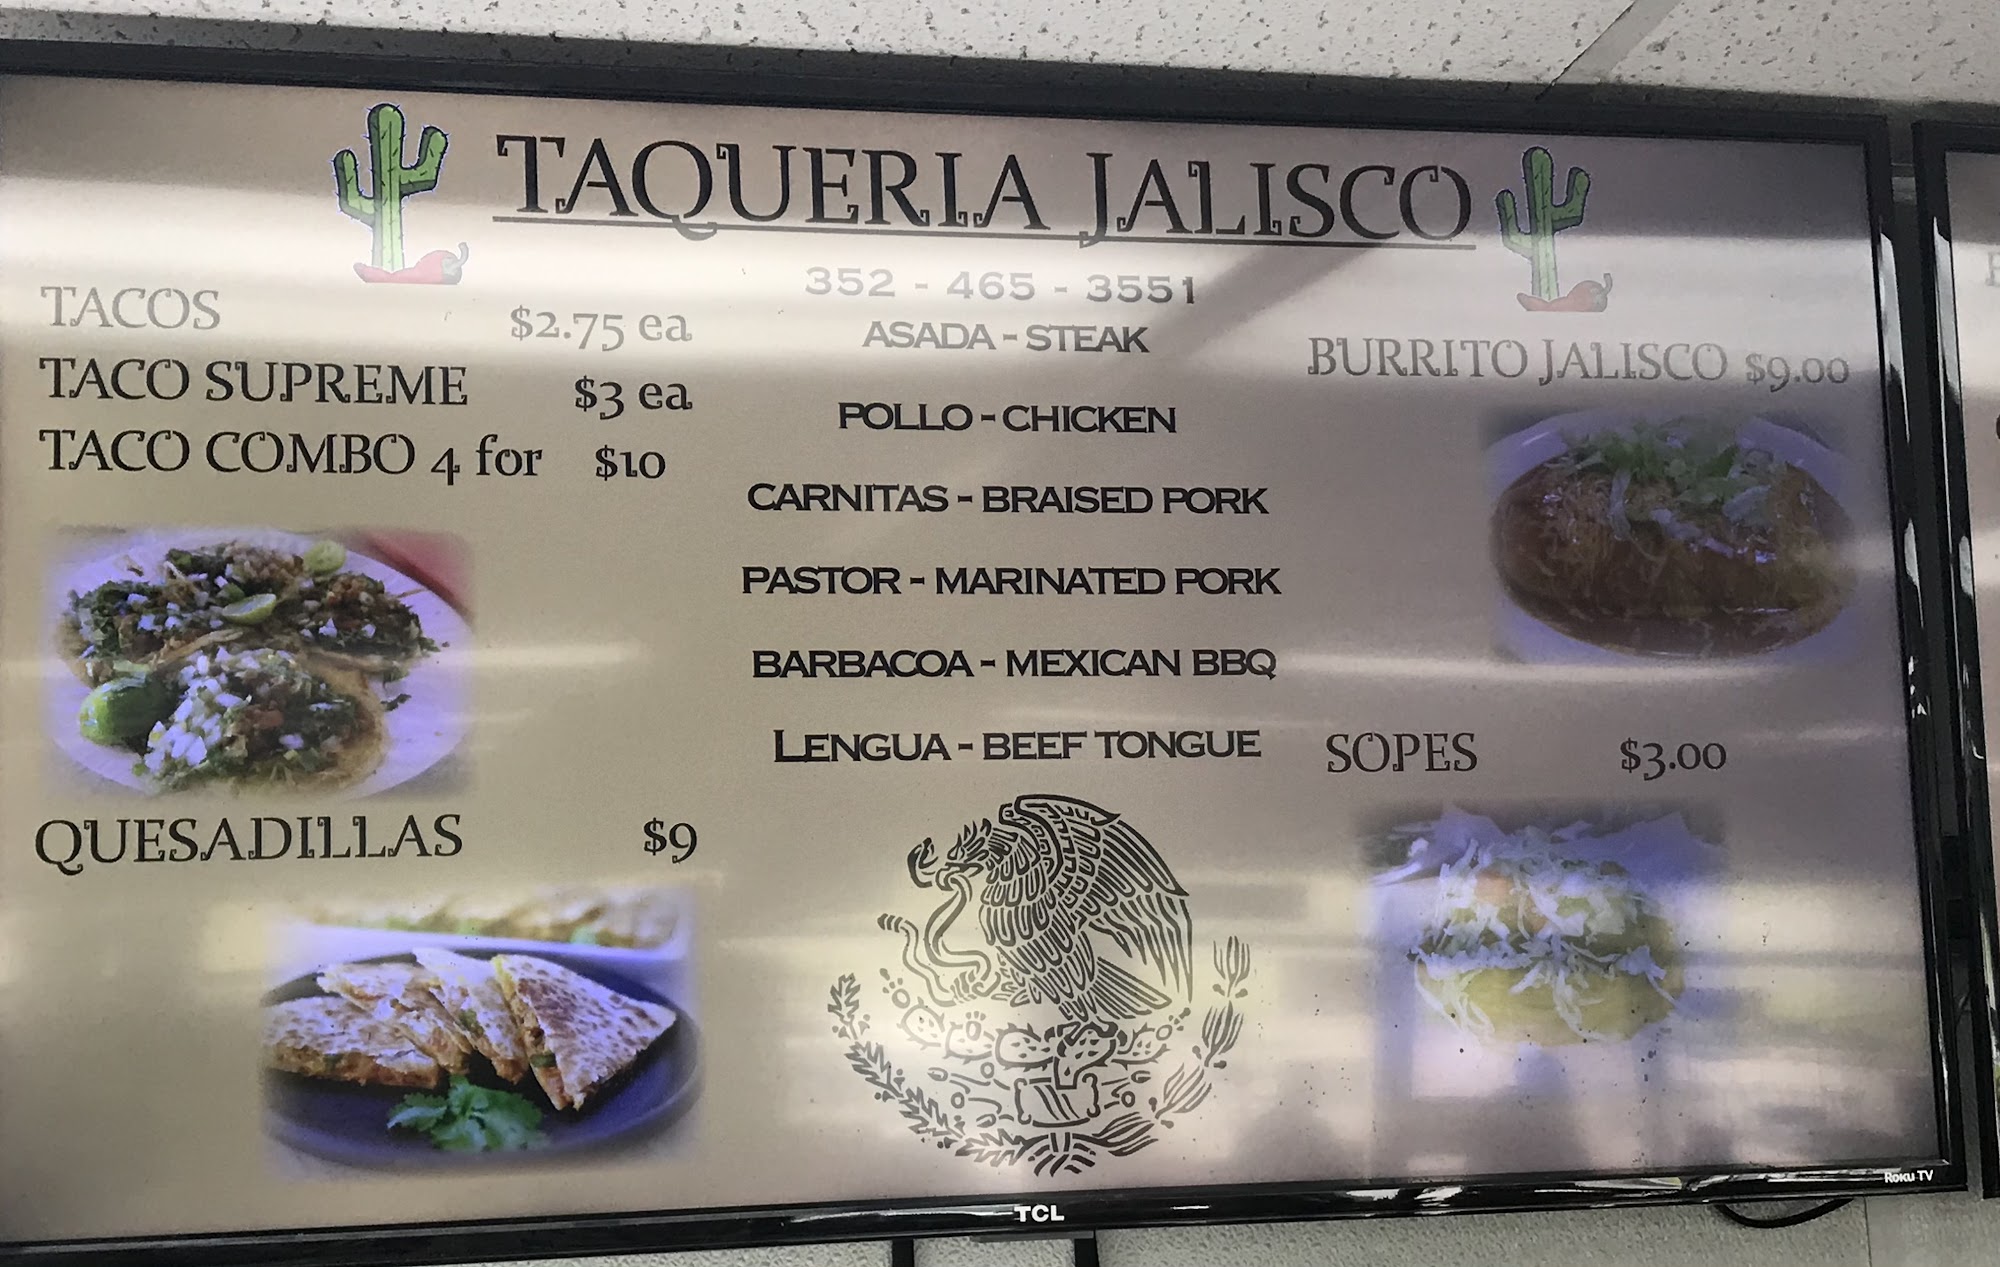 TAQUERIA JALISCO
352 - 465 - 3551
TACOS $2.75 ea
TACO SUPREME $3 ea
TACO COMBO 4 for $10
QUESADILLAS $9
ASADA - STEAK
POLLO - CHICKEN
CARNITAS - BRAISED PORK
PASTOR - MARINATED PORK
BARBACOA - MEXICAN BBQ
LENGUA - BEEF TONGUE
BURRITO JALISCO $9.00
SOPES $3.00
TCL
Roku TV